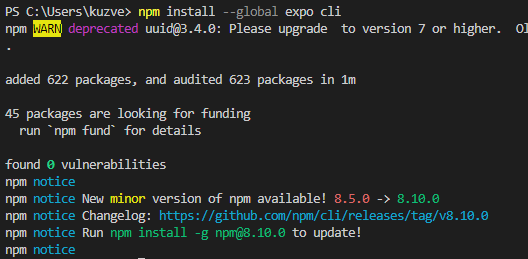 PS C:\Users\kuzve> npm install --global expo cli
npm WARN deprecated uuid@3.4.0: Please upgrade  to version 7 or higher.
.
added 622 packages, and audited 623 packages in 1m
45 packages are looking for funding
  run `npm fund` for details
found 0 vulnerabilities
npm notice
npm notice New minor version of npm available! 8.5.0 -> 8.10.0
npm notice Changelog: https://github.com/npm/cli/releases/tag/v8.10.0
npm notice Run npm install -g npm@8.10.0 to update!
npm notice